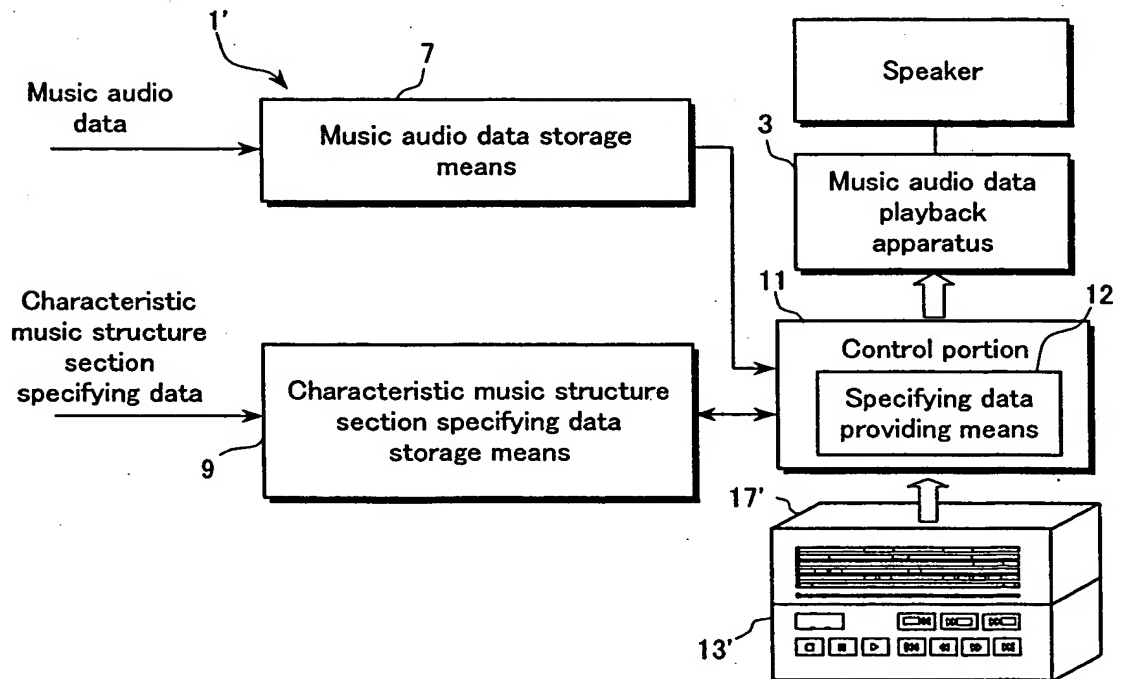 1'
7
Music audio
data
Music audio data storage
means
Speaker
3
Music audio data
playback
apparatus
Characteristic
music structure
section
specifying data
9
Characteristic music structure
section specifying data
storage means
11
12
Control portion
Specifying data
providing means
17'
13'